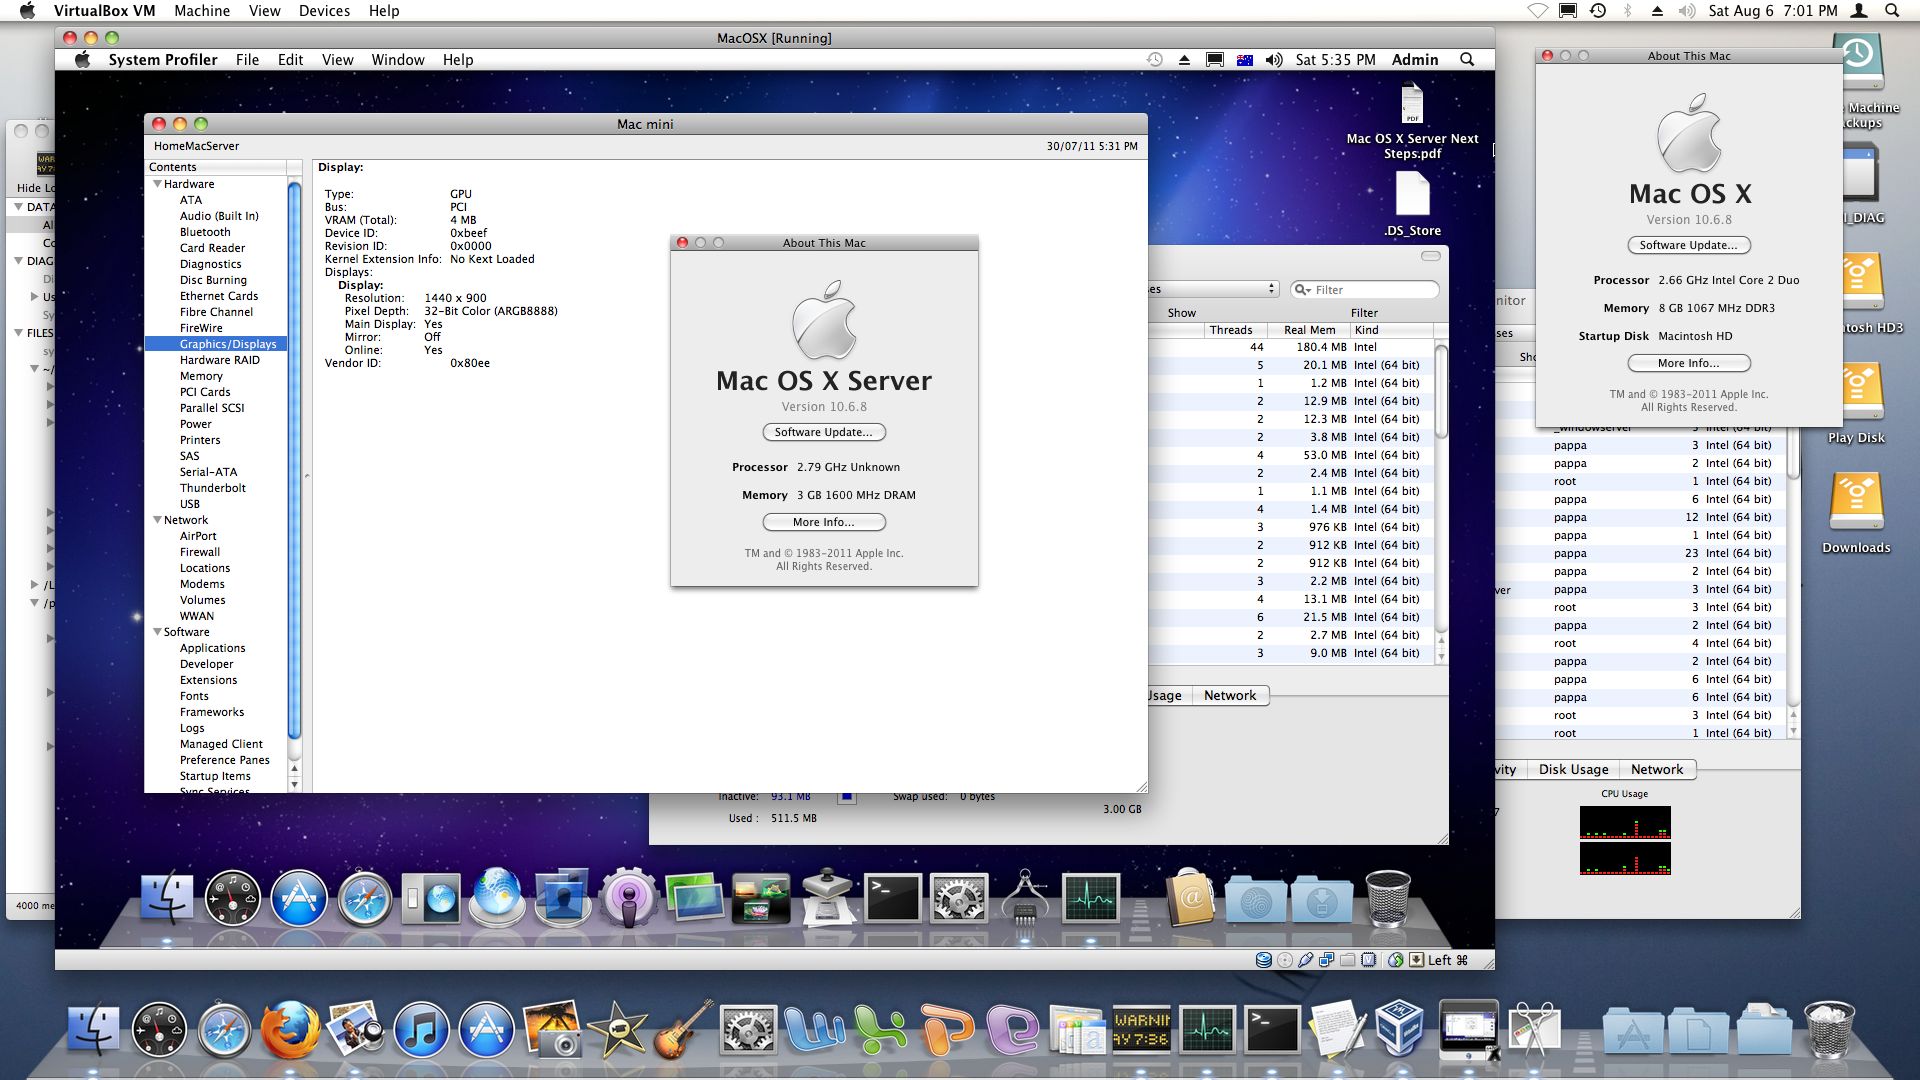 VirtualBox VM Machine View Devices Help
Sat Aug 6 7:01 PM
MacOSX [Running]
System Profiler File Edit View Window Help
Sat 5:35 PM Admin
Mac mini
HomeMacServer
30/07/11 5:31 PM
Contents
Hardware
ATA
Audio (Built In)
Bluetooth
Card Reader
Diagnostics
Disc Burning
Ethernet Cards
Fibre Channel
FireWire
Graphics/Displays
Hardware RAID
Memory
PCI Cards
Parallel SCSI
Power
Printers
SAS
Serial-ATA
Thunderbolt
USB
Network
AirPort
Firewall
Locations
Modems
Volumes
WWAN
Software
Applications
Developer
Extensions
Fonts
Frameworks
Logs
Managed Client
Preference Panes
Startup Items
Sync Services
Display:
Type: GPU
Bus: PCI
VRAM (Total): 4 MB
Device ID: 0xbeef
Revision ID: 0x0000
Kernel Extension Info: No Kext Loaded
Displays:
Display:
Resolution: 1440 x 900
Pixel Depth: 32-Bit Color (ARGB8888)
Main Display: Yes
Mirror: Off
Online: Yes
Vendor ID: 0x80ee
About This Mac
Mac OS X Server
Version 10.6.8
Software Update...
Processor 2.79 GHz Unknown
Memory 3 GB 1600 MHz DRAM
More Info...
TM and © 1983-2011 Apple Inc.
All Rights Reserved.
PDF
Mac OS X Server Next
Steps.pdf
.DS_Store
Filter
Show Filter
Threads Real Mem Kind
44 180.4 MB Intel
5 20.1 MB Intel (64 bit)
1 1.2 MB Intel (64 bit)
2 12.9 MB Intel (64 bit)
2 12.3 MB Intel (64 bit)
2 3.8 MB Intel (64 bit)
4 53.0 MB Intel (64 bit)
2 2.4 MB Intel (64 bit)
1 1.1 MB Intel (64 bit)
4 1.4 MB Intel (64 bit)
3 976 KB Intel (64 bit)
2 912 KB Intel (64 bit)
2 912 KB Intel (64 bit)
3 2.2 MB Intel (64 bit)
4 13.1 MB Intel (64 bit)
6 21.5 MB Intel (64 bit)
2 2.7 MB Intel (64 bit)
3 9.0 MB Intel (64 bit)
Usage Network
Inactive: 93.1 MB Swap used: 0 bytes
3.00 GB
Used : 511.5 MB
Left ⌘
About This Mac
Mac OS X
Version 10.6.8
Software Update...
Processor 2.66 GHz Intel Core 2 Duo
Memory 8 GB 1067 MHz DDR3
Startup Disk Macintosh HD
More Info...
TM and © 1983-2011 Apple Inc.
All Rights Reserved.
Machine
ckups
_DIAG
tosh HD3
Play Disk
Downloads
_windowserver 3 Intel (64 bit)
pappa 3 Intel (64 bit)
pappa 2 Intel (64 bit)
root 1 Intel (64 bit)
pappa 6 Intel (64 bit)
pappa 12 Intel (64 bit)
pappa 1 Intel (64 bit)
pappa 23 Intel (64 bit)
pappa 2 Intel (64 bit)
ver pappa 3 Intel (64 bit)
root 3 Intel (64 bit)
pappa 2 Intel (64 bit)
root 4 Intel (64 bit)
pappa 2 Intel (64 bit)
pappa 6 Intel (64 bit)
pappa 6 Intel (64 bit)
root 3 Intel (64 bit)
root 1 Intel (64 bit)
vity Disk Usage Network
CPU Usage
Hide Lo
DATA
Al
Co
DIAG
Di
Us
Sy
FILES
sy
~/
/L
/p
4000 me
WARNIN
AY 7:36